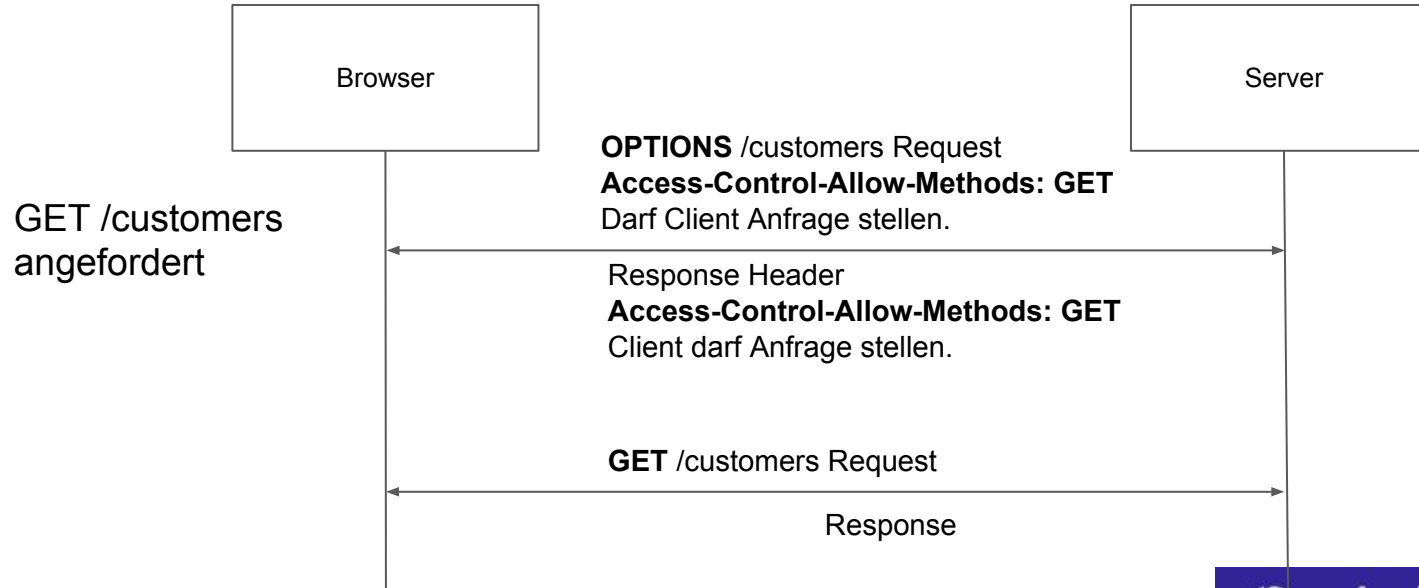 Browser
Server
OPTIONS /customers Request
Access-Control-Allow-Methods: GET
Darf Client Anfrage stellen.
GET /customers
angefordert
Response Header
Access-Control-Allow-Methods: GET
Client darf Anfrage stellen.
GET /customers Request
Response